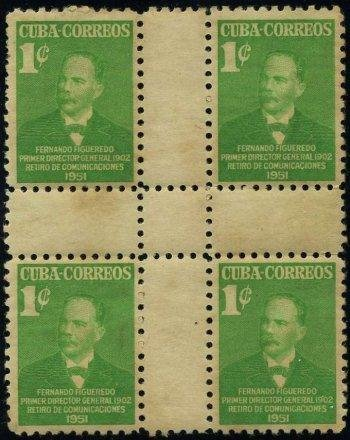 CUBA·CORREOS
1¢
FERNANDO FIGUEREDO
PRIMER DIRECTOR GENERAL 1902
RETIRO DE COMUNICACIONES
1951
CUBA·CORREOS
1¢
FERNANDO FIGUEREDO
PRIMER DIRECTOR GENERAL 1902
RETIRO DE COMUNICACIONES
1951
CUBA·CORREOS
1¢
FERNANDO FIGUEREDO
PRIMER DIRECTOR GENERAL 1902
RETIRO DE COMUNICACIONES
1951
CUBA·CORREOS
1¢
FERNANDO FIGUEREDO
PRIMER DIRECTOR GENERAL 1902
RETIRO DE COMUNICACIONES
1951